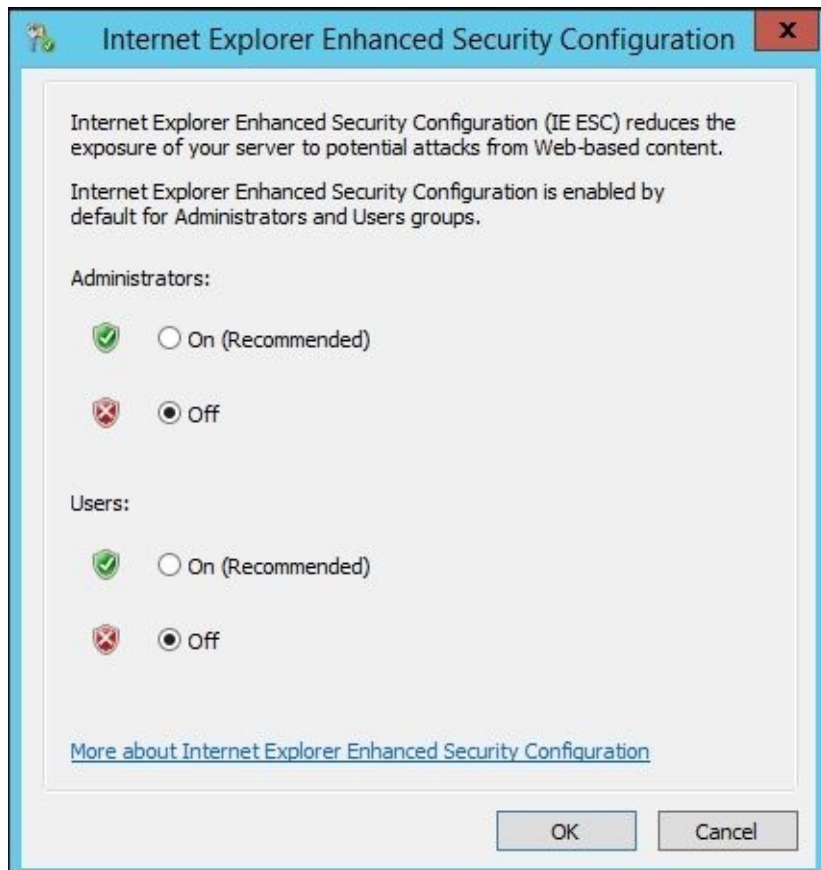 Internet Explorer Enhanced Security Configuration
x
Internet Explorer Enhanced Security Configuration (IE ESC) reduces the
exposure of your server to potential attacks from Web-based content.
Internet Explorer Enhanced Security Configuration is enabled by
default for Administrators and Users groups.
Administrators:
On (Recommended)
Off
Users:
On (Recommended)
Off
More about Internet Explorer Enhanced Security Configuration
OK Cancel